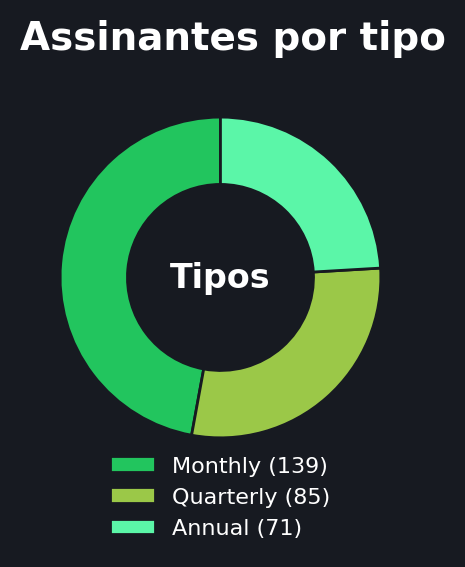 Assinantes por tipo
Tipos
Monthly (139)
Quarterly (85)
Annual (71)